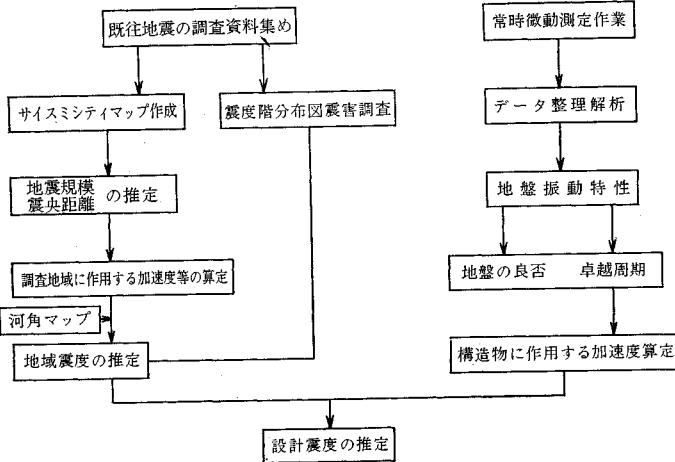 既往地震の調査資料集め
サイスミシティマップ作成
震度階分布図震害調査
地震規模
震央距離
の推定
調査地域に作用する加速度等の算定
河角マップ
地域震度の推定
常時微動測定作業
データ整理解析
地盤振動特性
地盤の良否 卓越周期
構造物に作用する加速度算定
設計震度の推定